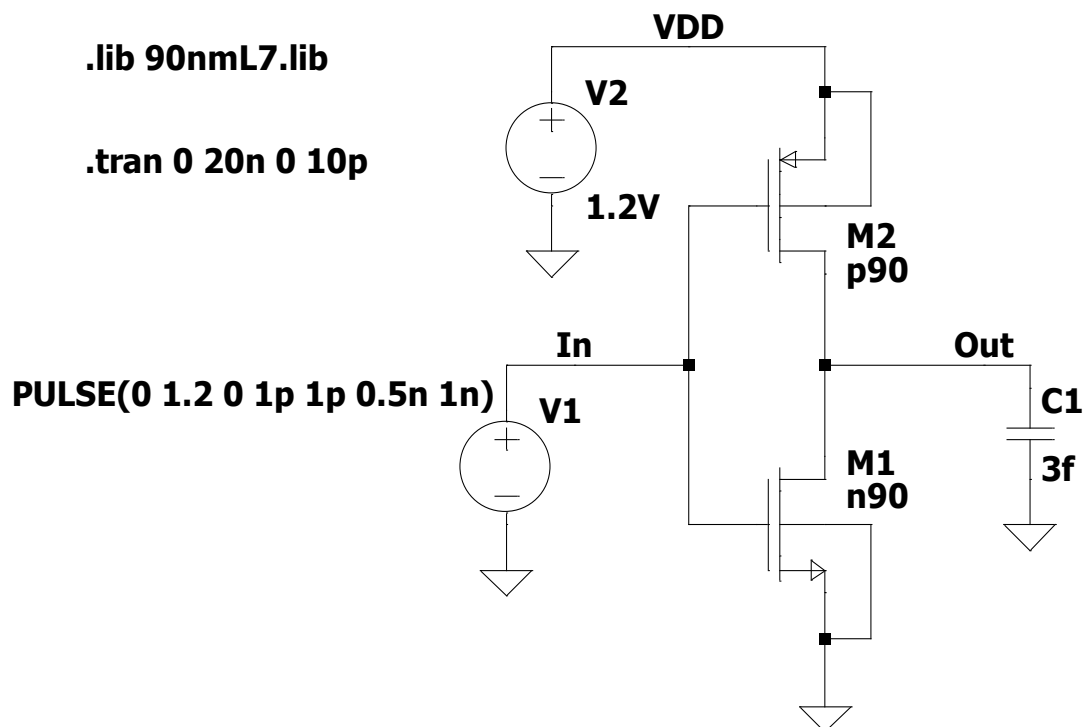 .lib 90nmL7.lib
.tran 0 20n 0 10p
VDD
V2
1.2V
M2
p90
In
Out
PULSE(0 1.2 0 1p 1p 0.5n 1n)
V1
C1
3f
M1
n90